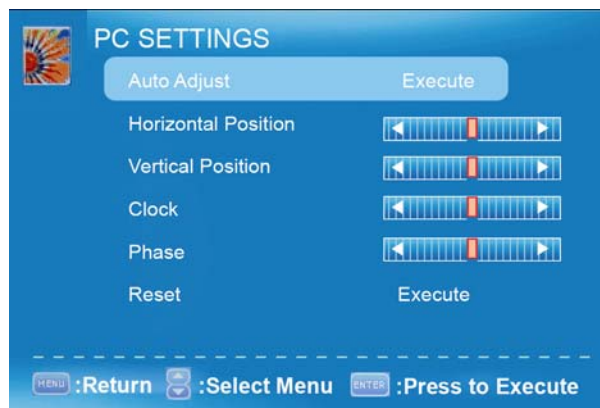 PC SETTINGS
Auto Adjust Execute
Horizontal Position
Vertical Position
Clock
Phase
Reset Execute
MENU :Return :Select Menu ENTER :Press to Execute